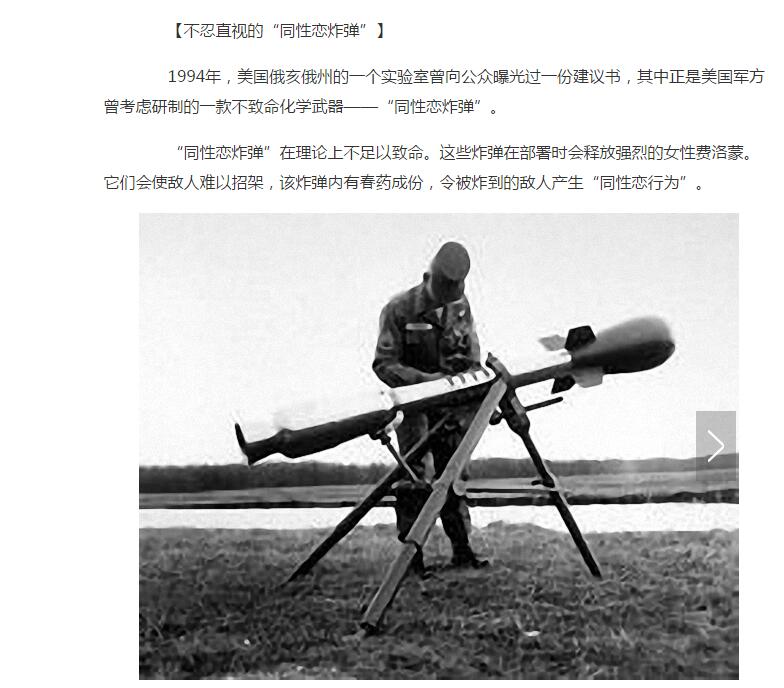 【不忍直视的“同性恋炸弹”】
1994年，美国俄亥俄州的一个实验室曾向公众曝光过一份建议书，其中正是美国军方
曾考虑研制的一款不致命化学武器——“同性恋炸弹”。
“同性恋炸弹”在理论上不足以致命。这些炸弹在部署时会释放强烈的女性费洛蒙。
它们会使敌人难以招架，该炸弹内有春药成份，令被炸到的敌人产生“同性恋行为”。